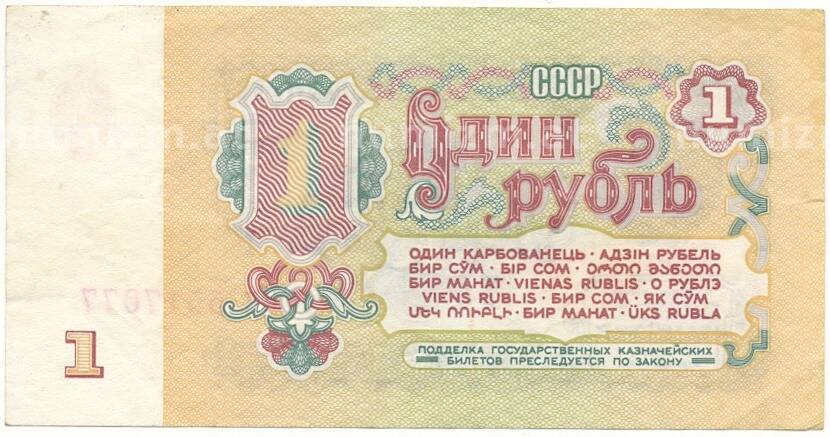 СССР
1
1
Один
рубль
ОДИН КАРБОВАНЕЦЬ · АДЗІН РУБЕЛЬ
БИР СЎМ · БІР СОМ · ᲔᲠᲗᲘ ᲛᲐᲜᲔᲗᲘ
БИР МАНАТ · VIENAS RUBLIS · О РУБЛЭ
VIENS RUBLIS · БИР СОМ · ЯК СЎМ
ՄԵԿ ՌՈՒԲԼԻ · БИР МАНАТ · ÜKS RUBLA
1
ПОДДЕЛКА ГОСУДАРСТВЕННЫХ КАЗНАЧЕЙСКИХ
БИЛЕТОВ ПРЕСЛЕДУЕТСЯ ПО ЗАКОНУ